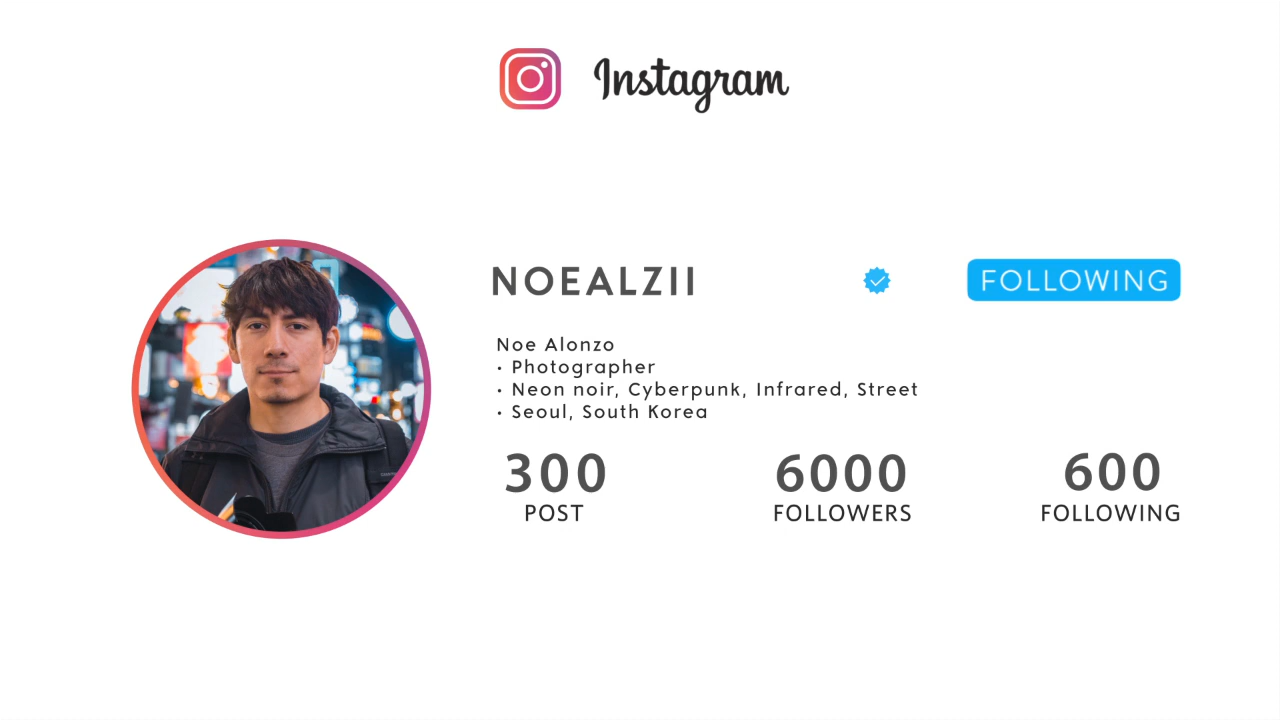 Instagram
NOEALZII
FOLLOWING
Noe Alonzo
• Photographer
• Neon noir, Cyberpunk, Infrared, Street
• Seoul, South Korea
300
POST
6000
FOLLOWERS
600
FOLLOWING